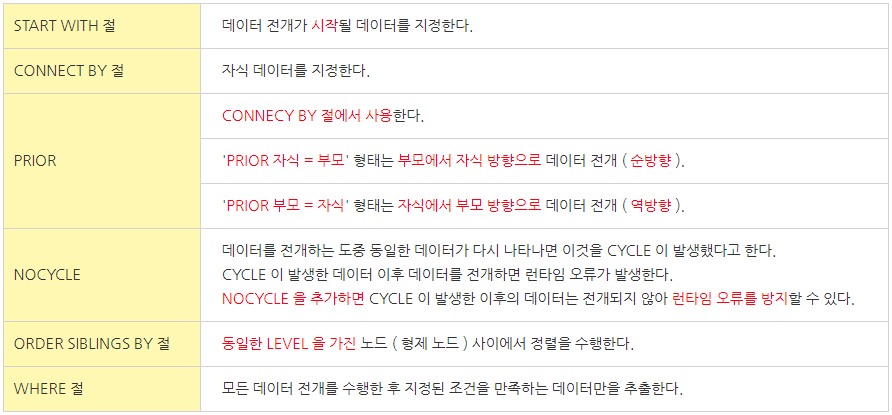 START WITH 절
데이터 전개가 시작될 데이터를 지정한다.
CONNECT BY 절
자식 데이터를 지정한다.
PRIOR
CONNECY BY 절에서 사용한다.
'PRIOR 자식 = 부모' 형태는 부모에서 자식 방향으로 데이터 전개 ( 순방향 ).
'PRIOR 부모 = 자식' 형태는 자식에서 부모 방향으로 데이터 전개 ( 역방향 ).
NOCYCLE
데이터를 전개하는 도중 동일한 데이터가 다시 나타나면 이것을 CYCLE 이 발생했다고 한다.
CYCLE 이 발생한 데이터 이후 데이터를 전개하면 런타임 오류가 발생한다.
NOCYCLE 을 추가하면 CYCLE 이 발생한 이후의 데이터는 전개되지 않아 런타임 오류를 방지할 수 있다.
ORDER SIBLINGS BY 절
동일한 LEVEL 을 가진 노드 ( 형제 노드 ) 사이에서 정렬을 수행한다.
WHERE 절
모든 데이터 전개를 수행한 후 지정된 조건을 만족하는 데이터만을 추출한다.